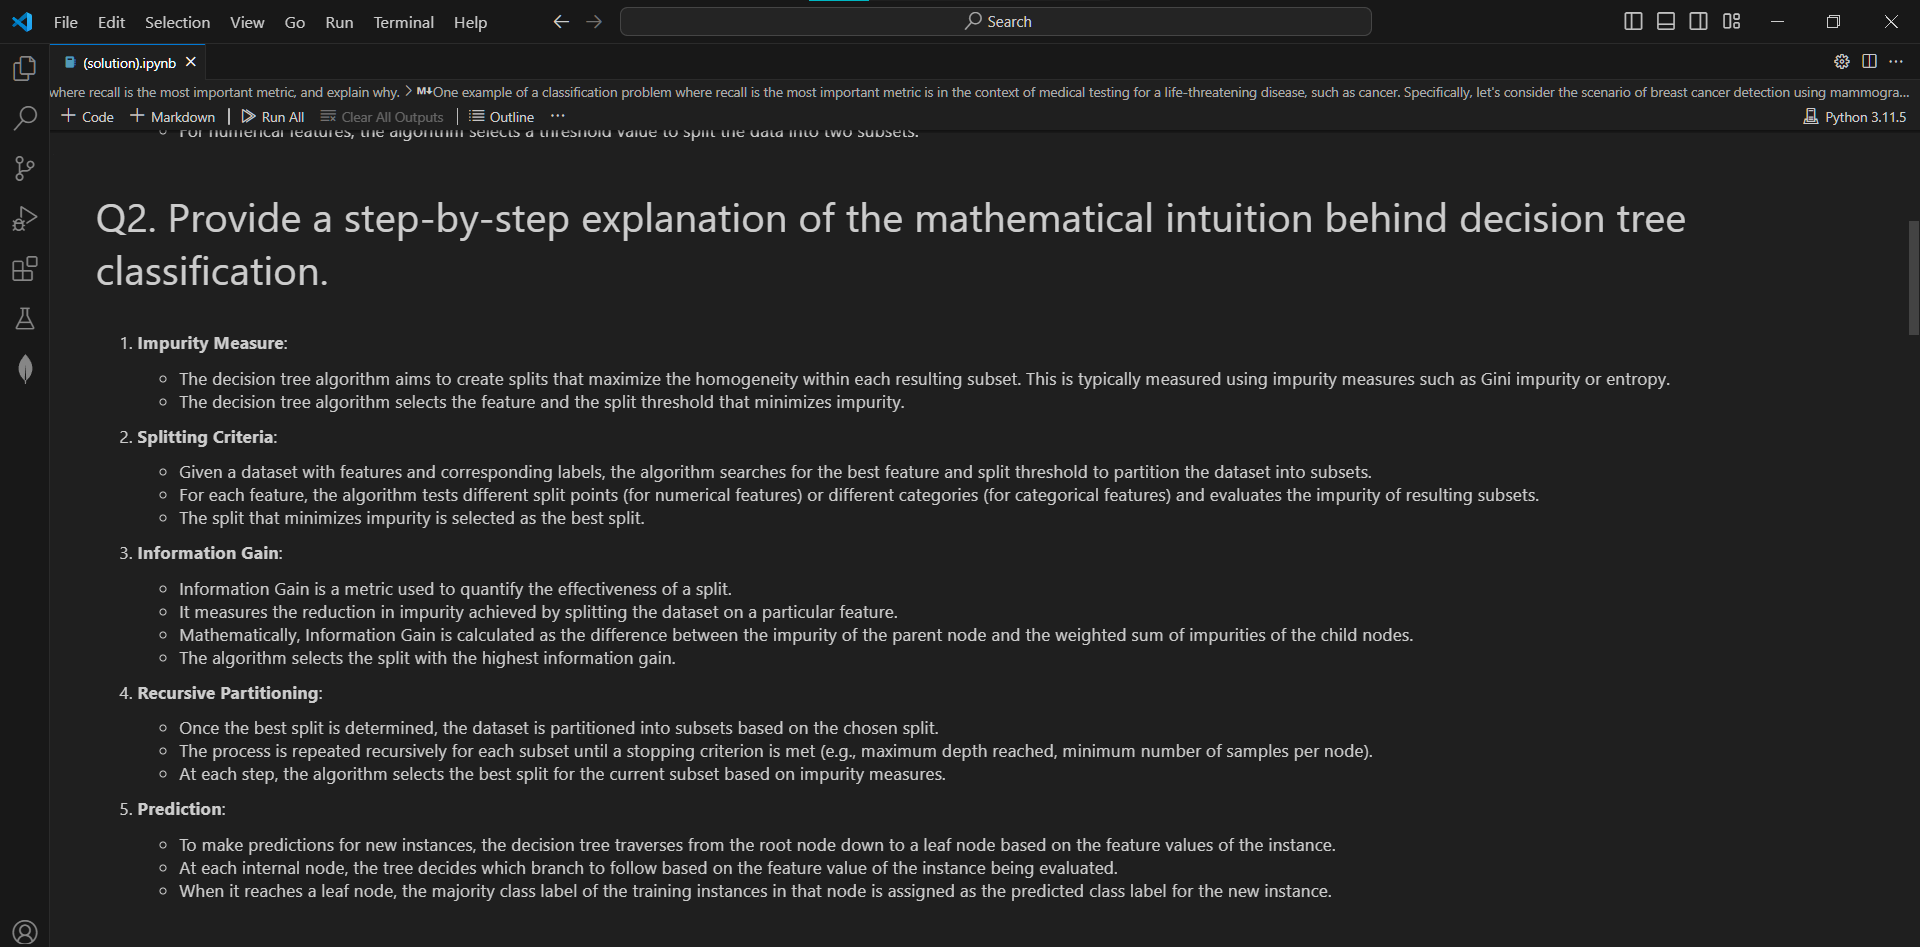 File Edit Selection View Go Run Terminal Help
Search
(solution).ipynb
where recall is the most important metric, and explain why. > M↓One example of a classification problem where recall is the most important metric is in the context of medical testing for a life-threatening disease, such as cancer. Specifically, let's consider the scenario of breast cancer detection using mammogra...
+ Code + Markdown | Run All Clear All Outputs | Outline ... Python 3.11.5
For numerical features, the algorithm selects a threshold value to split the data into two subsets.
Q2. Provide a step-by-step explanation of the mathematical intuition behind decision tree
classification.
1. Impurity Measure:
The decision tree algorithm aims to create splits that maximize the homogeneity within each resulting subset. This is typically measured using impurity measures such as Gini impurity or entropy.
The decision tree algorithm selects the feature and the split threshold that minimizes impurity.
2. Splitting Criteria:
Given a dataset with features and corresponding labels, the algorithm searches for the best feature and split threshold to partition the dataset into subsets.
For each feature, the algorithm tests different split points (for numerical features) or different categories (for categorical features) and evaluates the impurity of resulting subsets.
The split that minimizes impurity is selected as the best split.
3. Information Gain:
Information Gain is a metric used to quantify the effectiveness of a split.
It measures the reduction in impurity achieved by splitting the dataset on a particular feature.
Mathematically, Information Gain is calculated as the difference between the impurity of the parent node and the weighted sum of impurities of the child nodes.
The algorithm selects the split with the highest information gain.
4. Recursive Partitioning:
Once the best split is determined, the dataset is partitioned into subsets based on the chosen split.
The process is repeated recursively for each subset until a stopping criterion is met (e.g., maximum depth reached, minimum number of samples per node).
At each step, the algorithm selects the best split for the current subset based on impurity measures.
5. Prediction:
To make predictions for new instances, the decision tree traverses from the root node down to a leaf node based on the feature values of the instance.
At each internal node, the tree decides which branch to follow based on the feature value of the instance being evaluated.
When it reaches a leaf node, the majority class label of the training instances in that node is assigned as the predicted class label for the new instance.